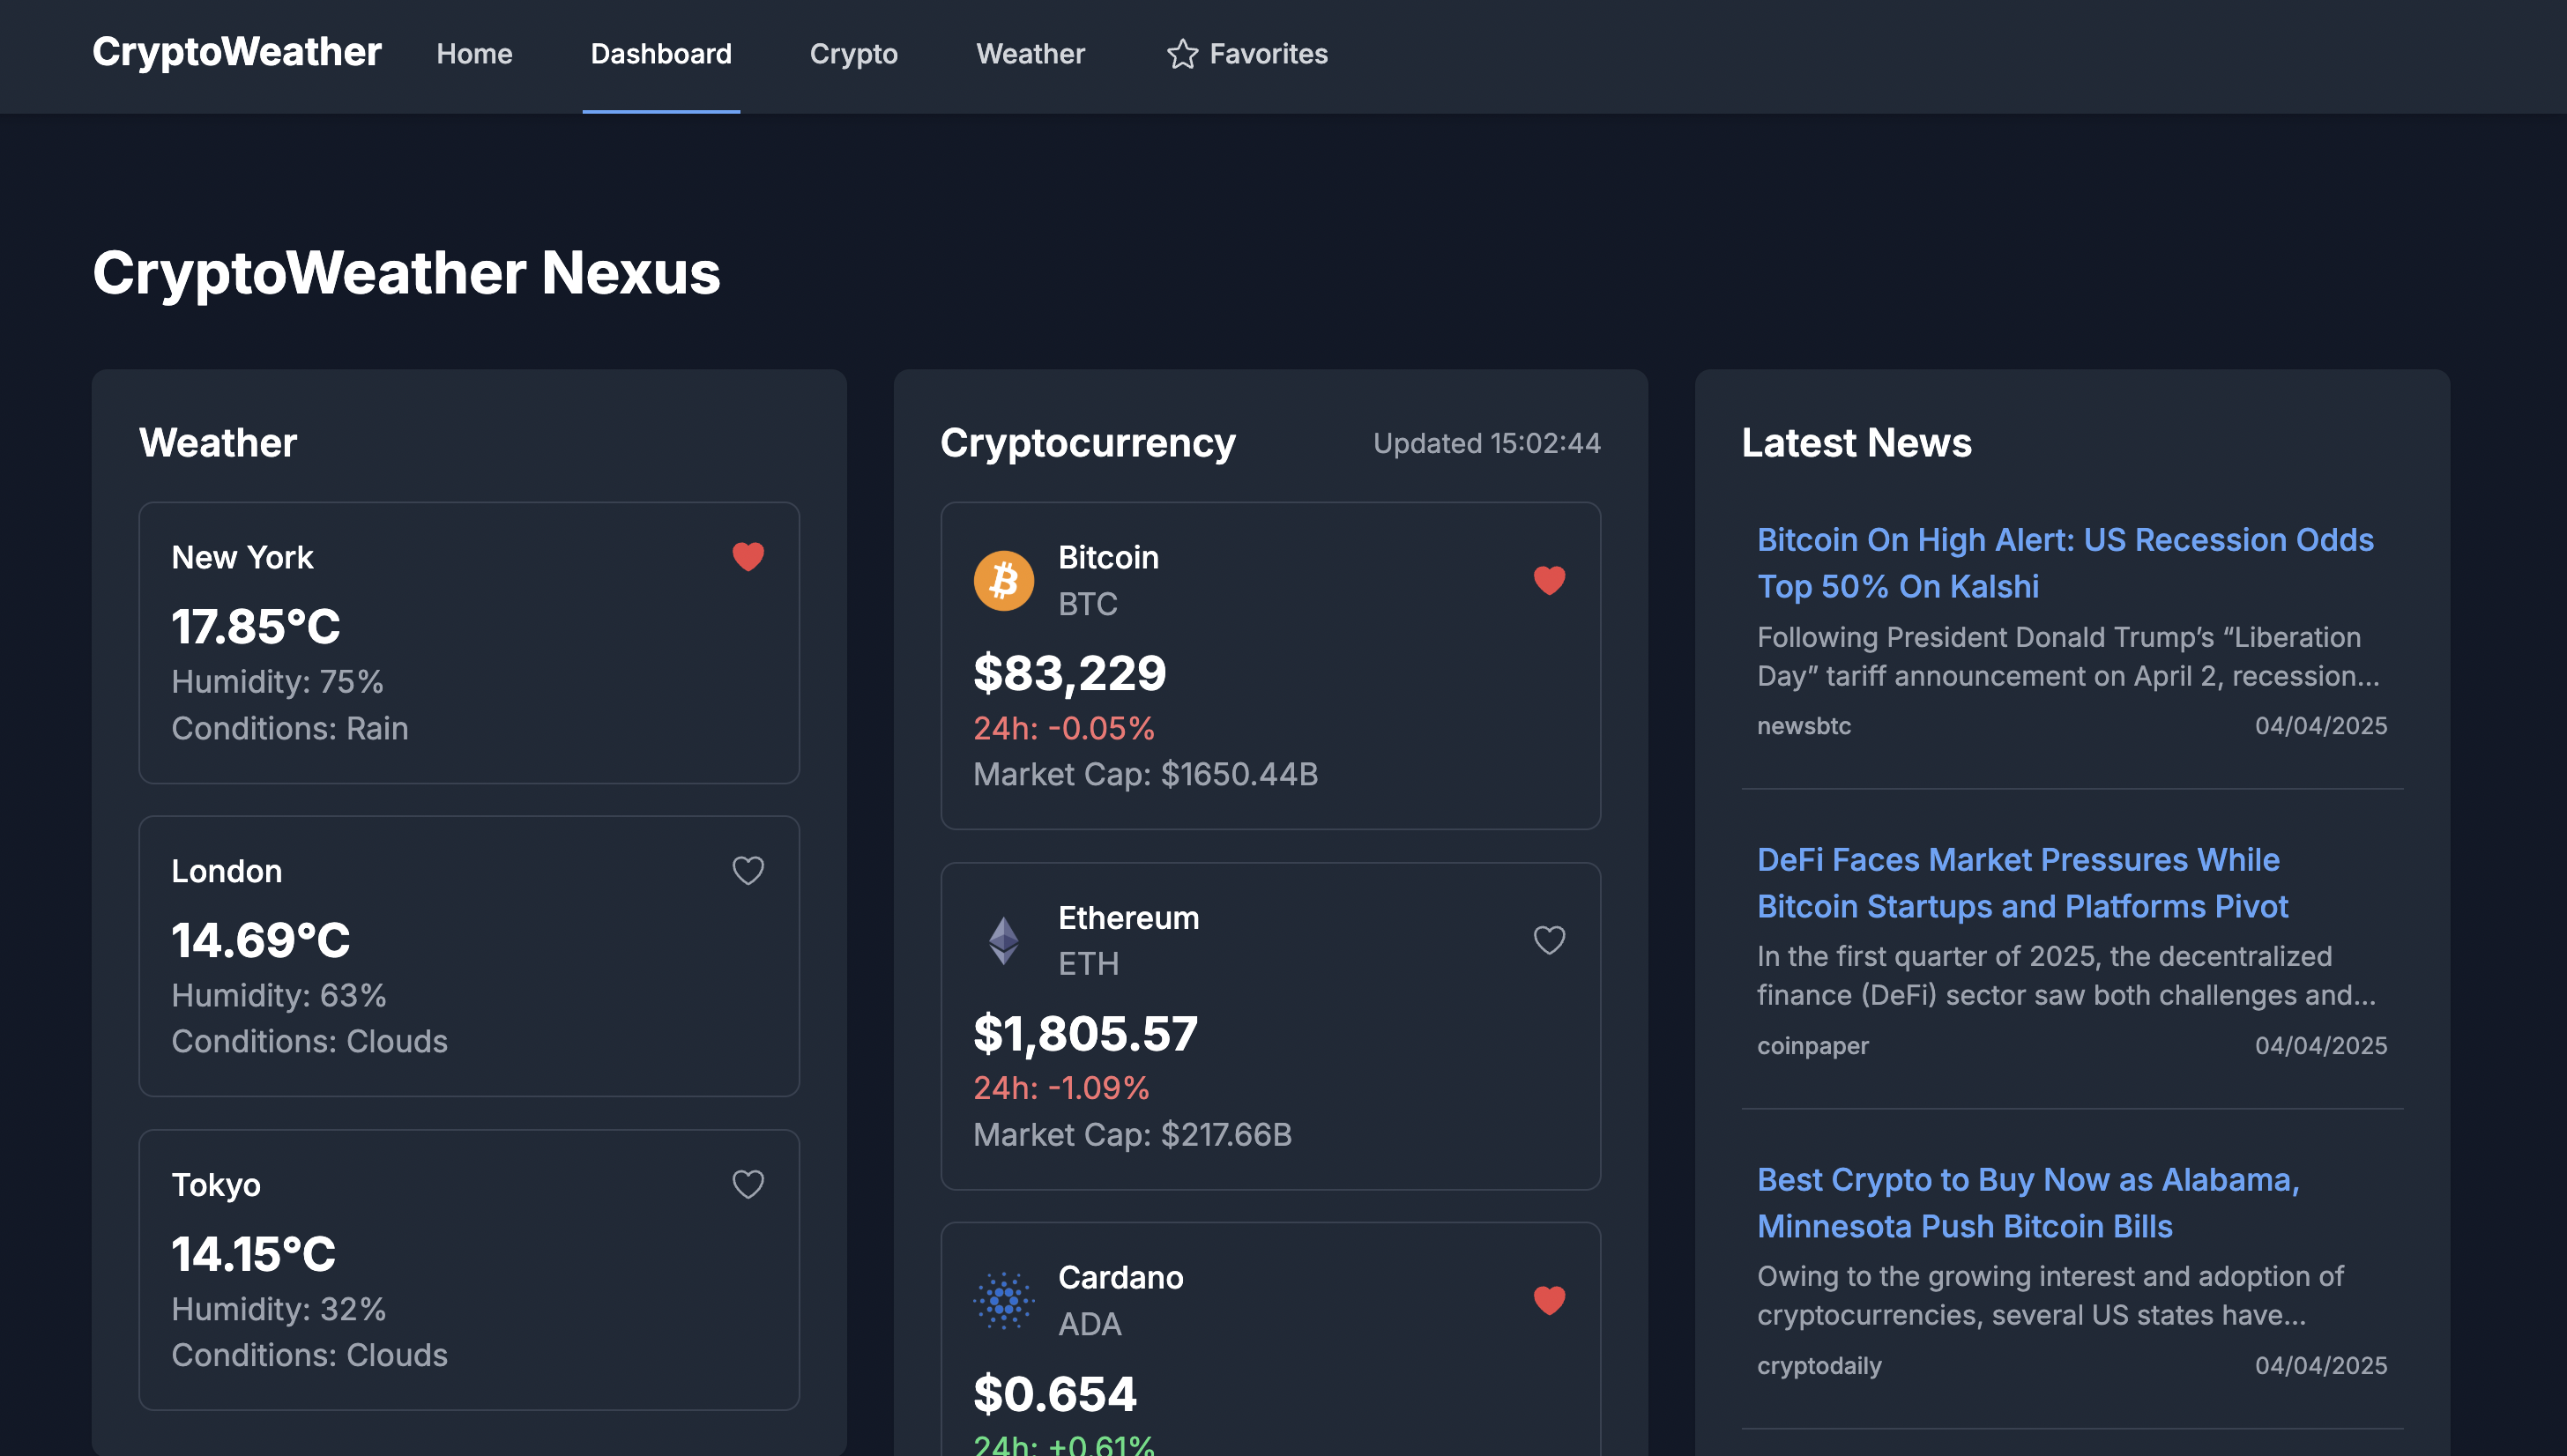 CryptoWeather
Home
Dashboard
Crypto
Weather
Favorites
CryptoWeather Nexus
Weather
New York
17.85°C
Humidity: 75%
Conditions: Rain
London
14.69°C
Humidity: 63%
Conditions: Clouds
Tokyo
14.15°C
Humidity: 32%
Conditions: Clouds
Cryptocurrency
Updated 15:02:44
Bitcoin
BTC
$83,229
24h: -0.05%
Market Cap: $1650.44B
Ethereum
ETH
$1,805.57
24h: -1.09%
Market Cap: $217.66B
Cardano
ADA
$0.654
24h: +0.61%
Latest News
Bitcoin On High Alert: US Recession Odds
Top 50% On Kalshi
Following President Donald Trump’s “Liberation
Day” tariff announcement on April 2, recession...
newsbtc
04/04/2025
DeFi Faces Market Pressures While
Bitcoin Startups and Platforms Pivot
In the first quarter of 2025, the decentralized
finance (DeFi) sector saw both challenges and...
coinpaper
04/04/2025
Best Crypto to Buy Now as Alabama,
Minnesota Push Bitcoin Bills
Owing to the growing interest and adoption of
cryptocurrencies, several US states have...
cryptodaily
04/04/2025